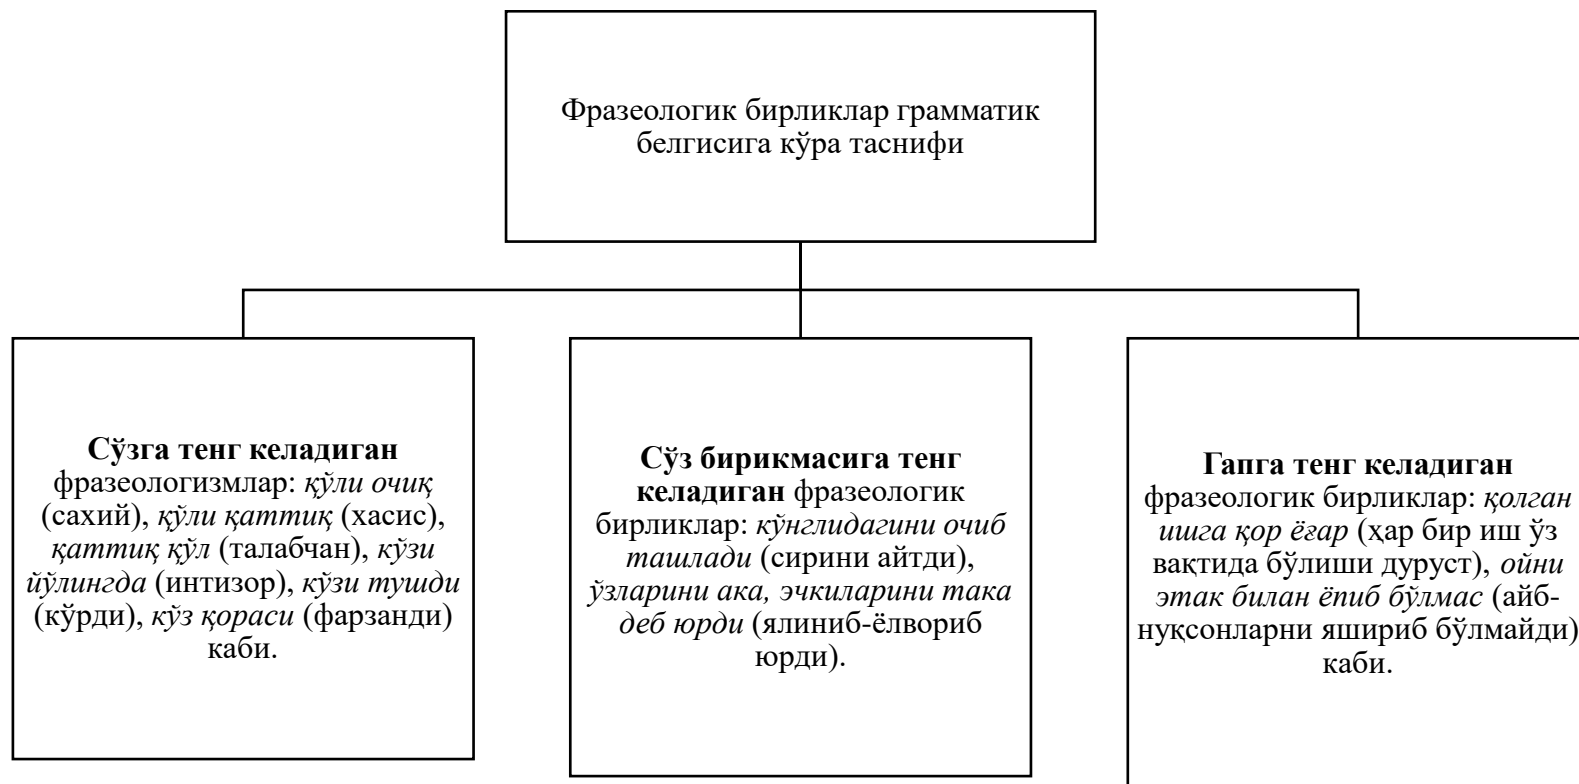 Фразеологик бирликлар грамматик
белгисига кўра таснифи
Сўзга тенг келадиган
фразеологизмлар: қўли очиқ
(сахий), қўли қаттиқ (хасис),
қаттиқ қўл (талабчан), кўзи
йўлингда (интизор), кўзи тушди
(кўрди), кўз қораси (фарзанди)
каби.
Сўз бирикмасига тенг
келадиган фразеологик
бирликлар: кўнглидагини очиб
ташлади (сирини айтди),
ўзларини ака, эчкиларини така
деб юрди (ялиниб-ёлвориб
юрди).
Гапга тенг келадиган
фразеологик бирликлар: қолган
ишга қор ёғар (ҳар бир иш ўз
вақтида бўлиши дуруст), ойни
этак билан ёпиб бўлмас (айб-
нуқсонларни яшириб бўлмайди)
каби.